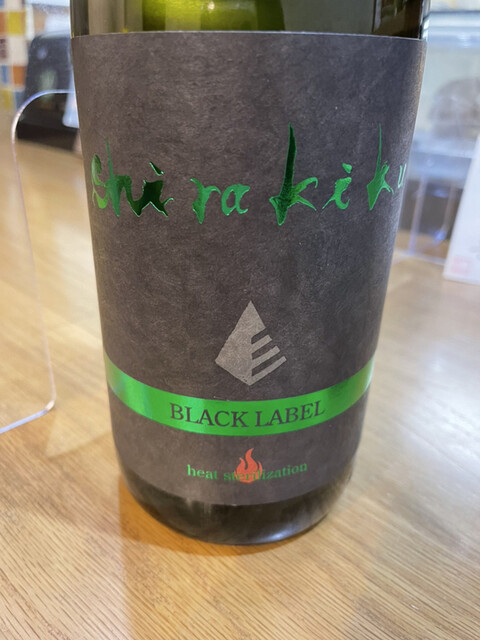 shirakiku
BLACK LABEL
heat sterilization